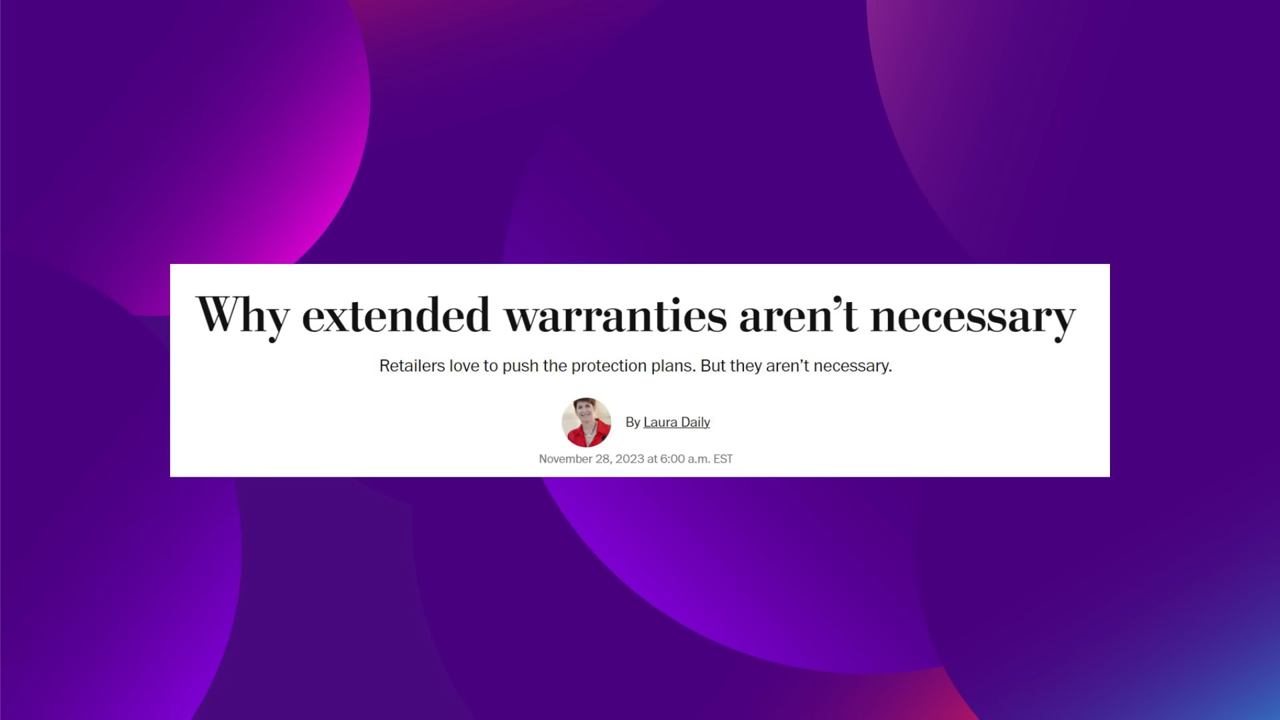 Why extended warranties aren’t necessary
Retailers love to push the protection plans. But they aren’t necessary.
By Laura Daily
November 28, 2023 at 6:00 a.m. EST